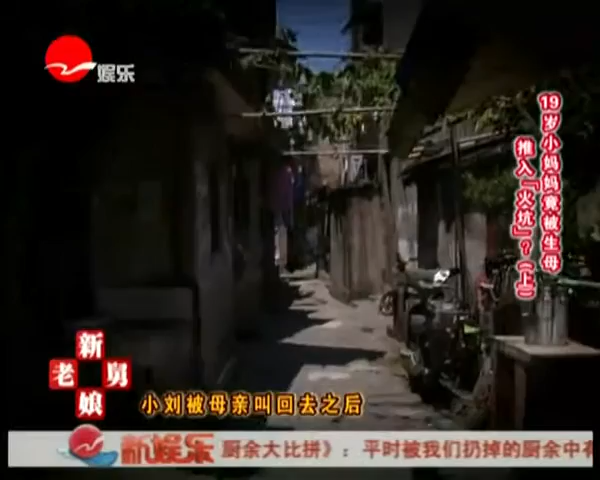 娱乐
19岁小妈妈竟被生母
推入「火坑」?(上)
新老舅娘
小刘被母亲叫回去之后
新娱乐 厨余大比拼》：平时被我们扔掉的厨余中有